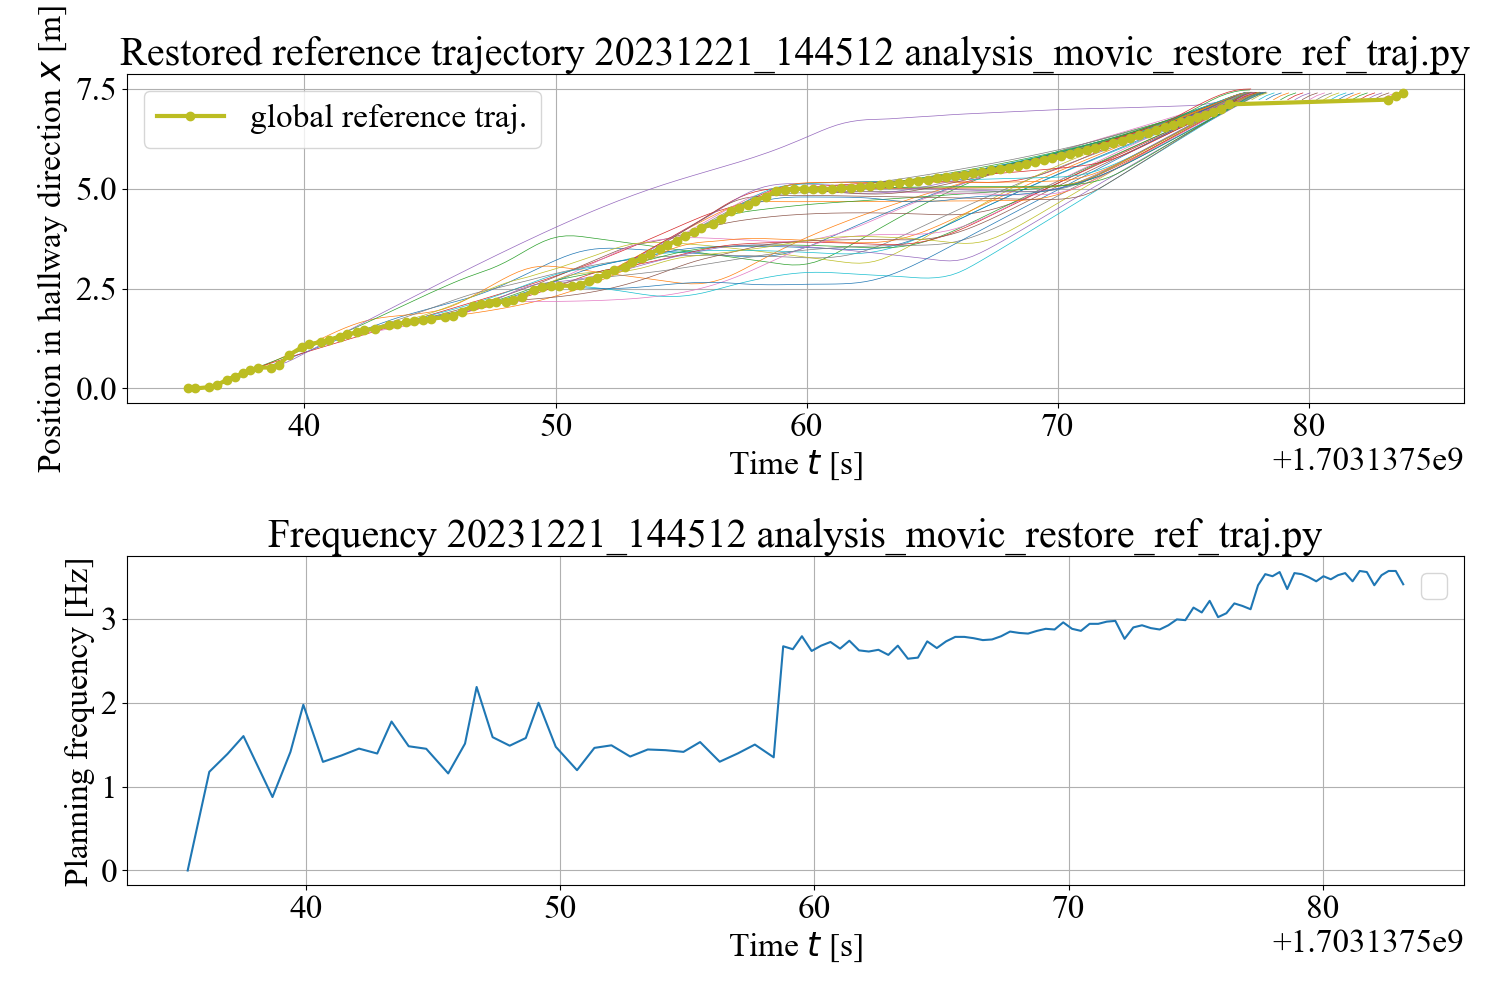 Restored reference trajectory 20231221_144512 analysis_movic_restore_ref_traj.py
Position in hallway direction x [m]
7.5
5.0
2.5
0.0
global reference traj.
40 50 60 70 80
Time t [s]
+1.7031375e9
Frequency 20231221_144512 analysis_movic_restore_ref_traj.py
Planning frequency [Hz]
3
2
1
0
40 50 60 70 80
Time t [s]
+1.7031375e9